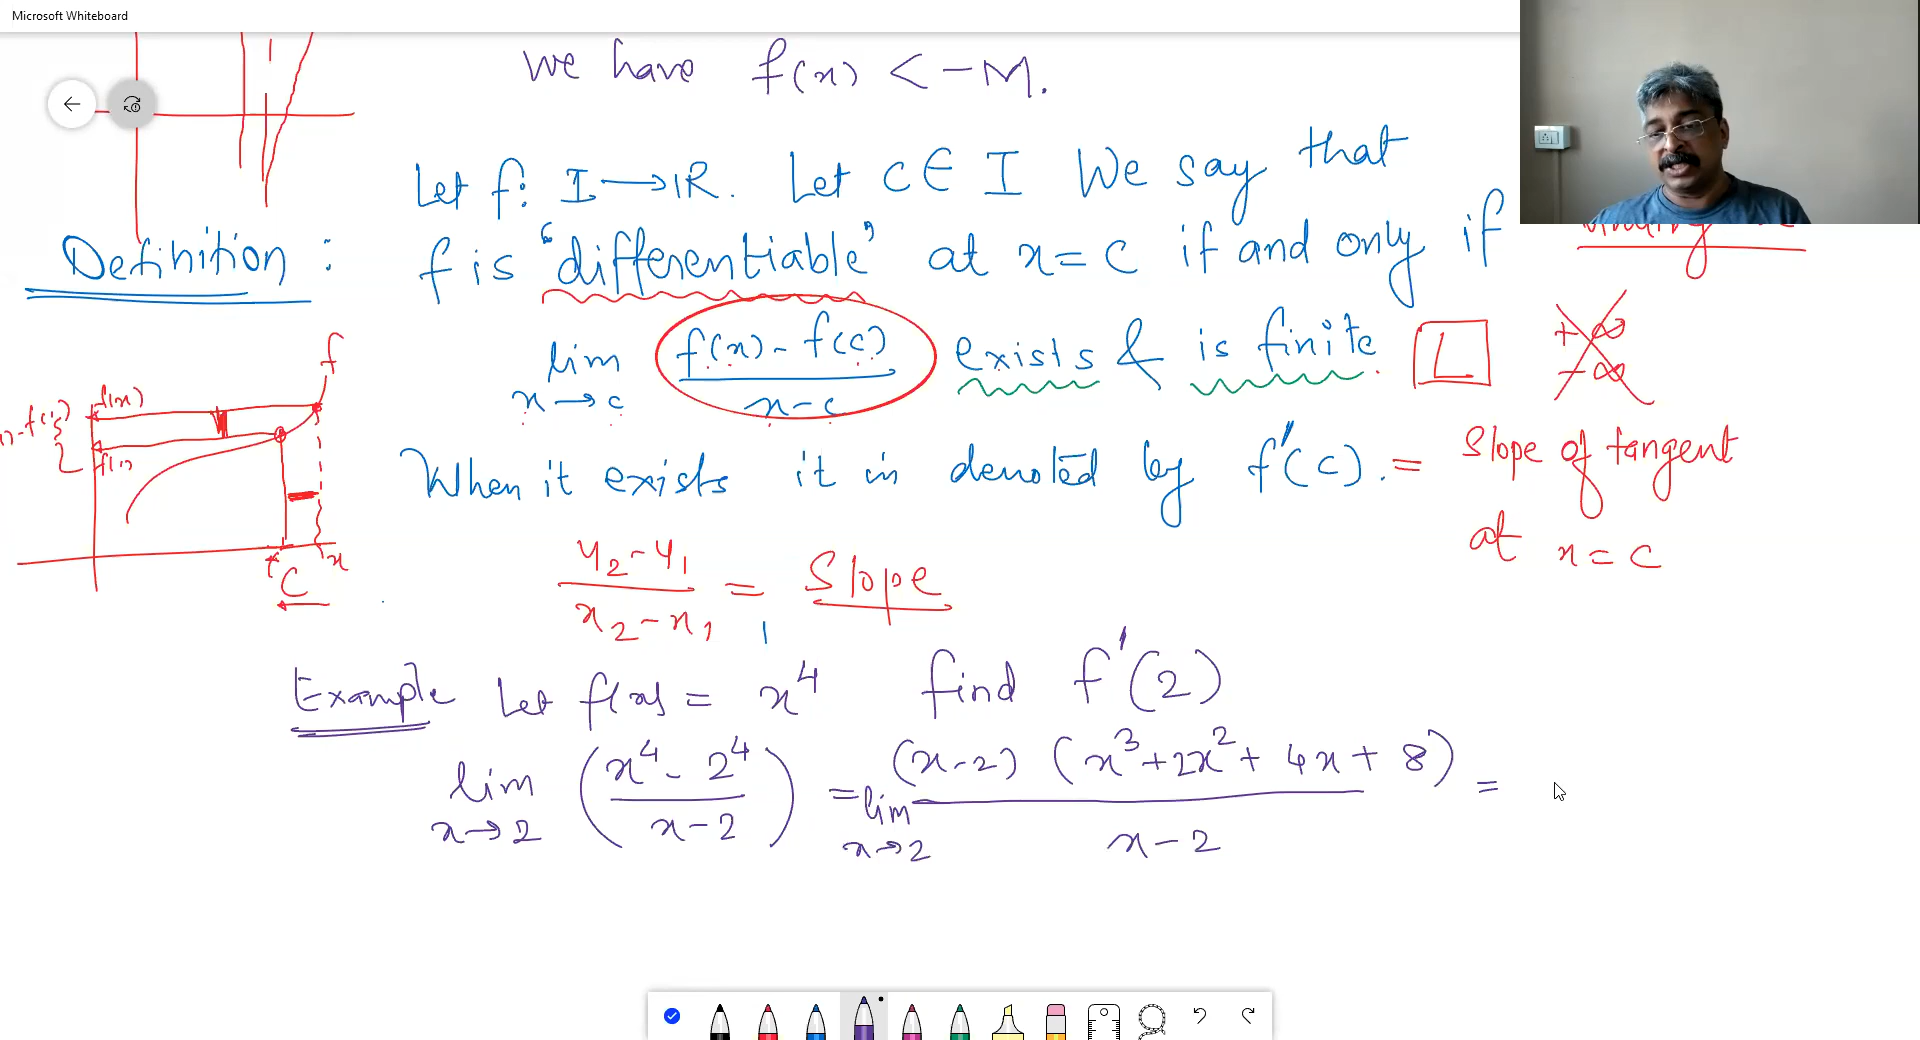 Microsoft Whiteboard
We have f(x) < -M.
Let f: I → IR. Let c ∈ I We say that
Definition : f is "differentiable" at x = c if and only if
lim x→c f(x) - f(c) / x - c exists & is finite. L +∞ -∞
When it exists it is denoted by f'(c). = Slope of tangent
at x = c
f
f(x)
f(c)
c x
y2 - y1 / x2 - x1 = Slope
Example Let f(x) = x^4 find f'(2)
lim x→2 (x^4 - 2^4 / x - 2) = lim x→2 (x-2) (x^3 + 2x^2 + 4x + 8) / x - 2 =